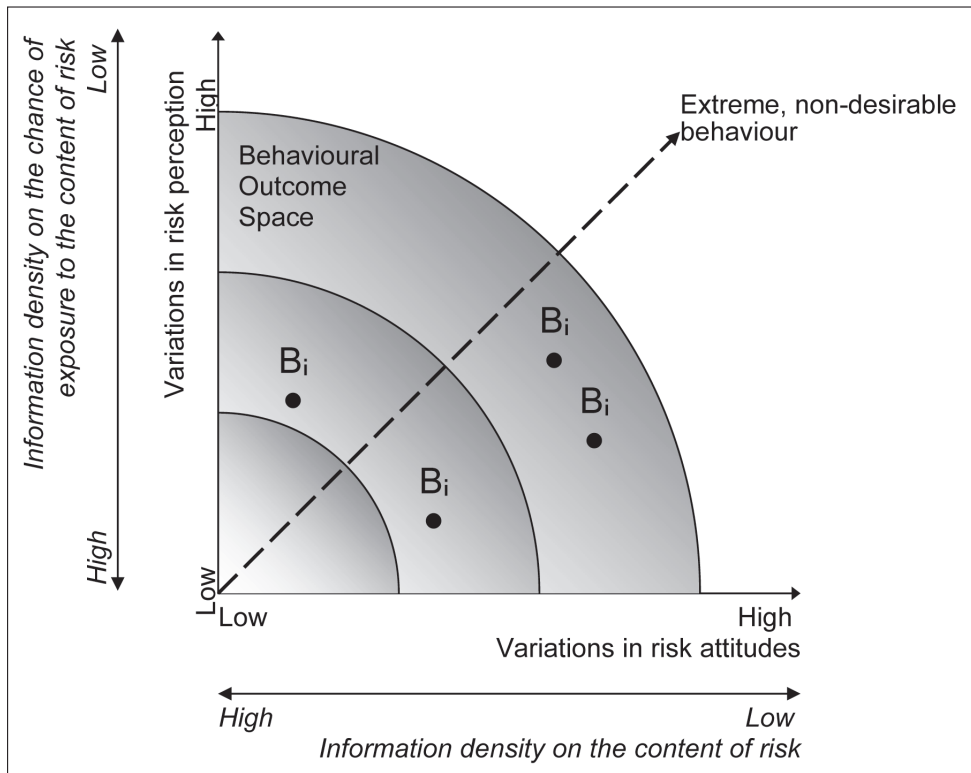 Information density on the chance of
exposure to the content of risk
Low
High
Variations in risk perception
High
Low
Behavioural
Outcome
Space
Extreme, non-desirable
behaviour
Bi
Bi
Bi
Bi
Low
High
Variations in risk attitudes
High
Low
Information density on the content of risk